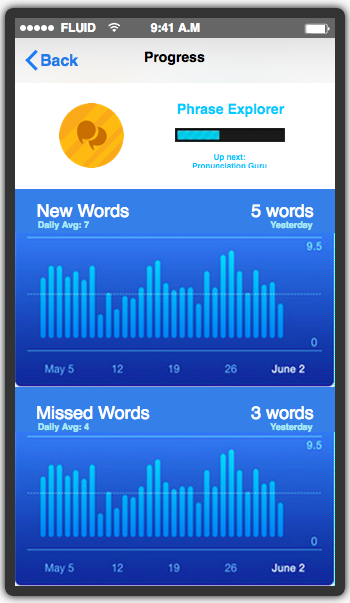 FLUID 9:41 A.M
Back Progress
Phrase Explorer
Up next:
Pronunciation Guru
New Words 5 words
Daily Avg: 7 Yesterday
9.5
0
May 5 12 19 26 June 2
Missed Words 3 words
Daily Avg: 4 Yesterday
9.5
0
May 5 12 19 26 June 2